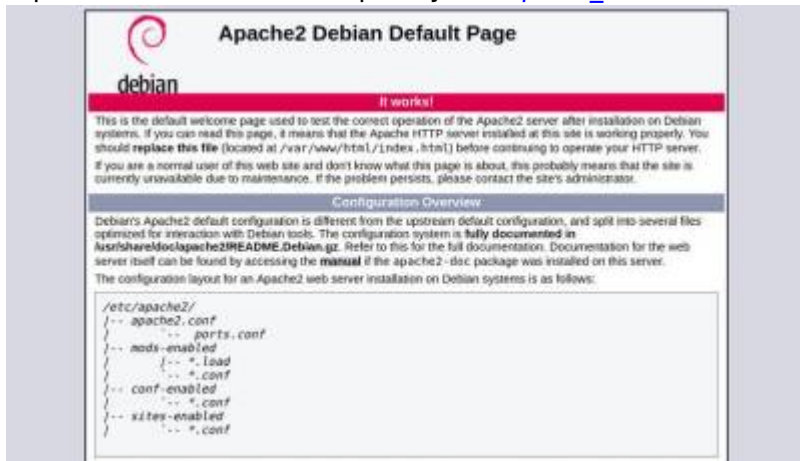 Apache2 Debian Default Page
debian
It works!
This is the default welcome page used to test the correct operation of the Apache2 server after installation on Debian
systems. If you can read this page, it means that the Apache HTTP server installed at this site is working properly. You
should replace this file (located at /var/www/html/index.html) before continuing to operate your HTTP server.
If you are a normal user of this web site and don't know what this page is about, this probably means that the site is
currently unavailable due to maintenance. If the problem persists, please contact the site's administrator.
Configuration Overview
Debian's Apache2 default configuration is different from the upstream default configuration, and split into several files
optimized for interaction with Debian tools. The configuration system is fully documented in
/usr/share/doc/apache2/README.Debian.gz. Refer to this for the full documentation. Documentation for the web
server itself can be found by accessing the manual if the apache2-doc package was installed on this server.
The configuration layout for an Apache2 web server installation on Debian systems is as follows:
/etc/apache2/
|-- apache2.conf
|       `--  ports.conf
|-- mods-enabled
|       |-- *.load
|       `-- *.conf
|-- conf-enabled
|       `-- *.conf
|-- sites-enabled
|       `-- *.conf